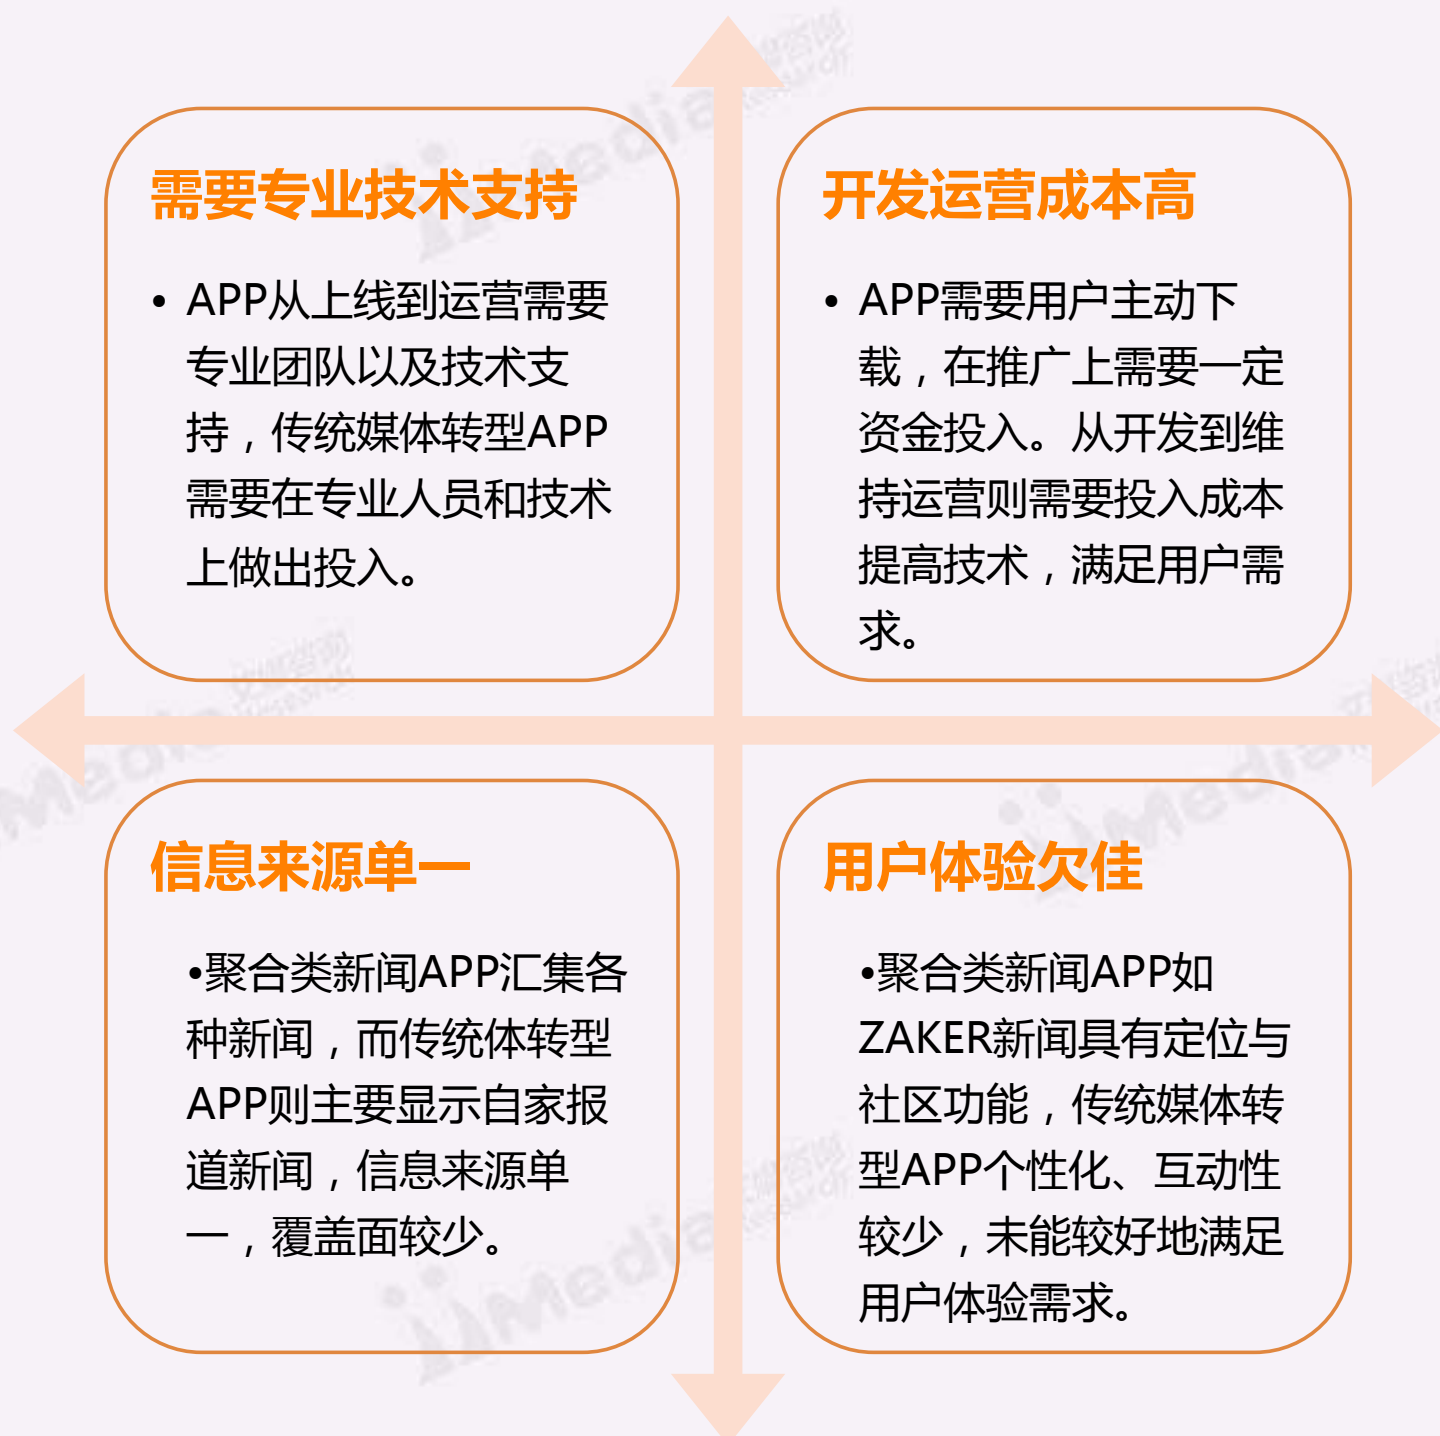 需要专业技术支持
• APP从上线到运营需要
专业团队以及技术支
持，传统媒体转型APP
需要在专业人员和技术
上做出投入。
开发运营成本高
• APP需要用户主动下
载，在推广上需要一定
资金投入。从开发到维
持运营则需要投入成本
提高技术，满足用户需
求。
信息来源单一
•聚合类新闻APP汇集各
种新闻，而传统体转型
APP则主要显示自家报
道新闻，信息来源单
一，覆盖面较少。
用户体验欠佳
•聚合类新闻APP如
ZAKER新闻具有定位与
社区功能，传统媒体转
型APP个性化、互动性
较少，未能较好地满足
用户体验需求。
iiMedia
Research
艾媒咨询